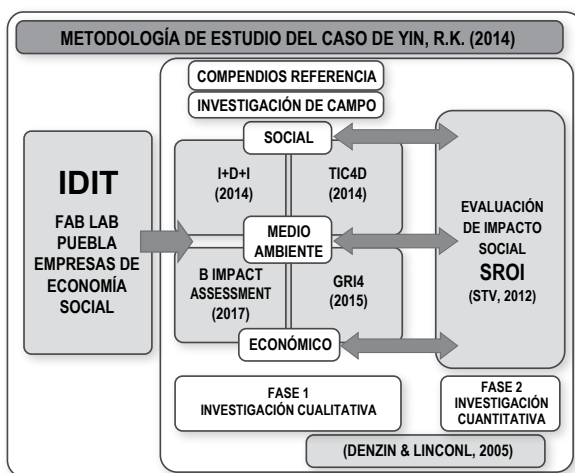 METODOLOGÍA DE ESTUDIO DEL CASO DE YIN, R.K. (2014)
COMPENDIOS REFERENCIA
INVESTIGACIÓN DE CAMPO
IDIT
FAB LAB
PUEBLA
EMPRESAS DE
ECONOMÍA
SOCIAL
SOCIAL
I+D+I
(2014)
TIC4D
(2014)
MEDIO
AMBIENTE
B IMPACT
ASSESSMENT
(2017)
GRI4
(2015)
ECONÓMICO
EVALUACIÓN
DE IMPACTO
SOCIAL
SROI
(STV, 2012)
FASE 1
INVESTIGACIÓN CUALITATIVA
FASE 2
INVESTIGACIÓN
CUANTITATIVA
(DENZIN & LINCONL, 2005)